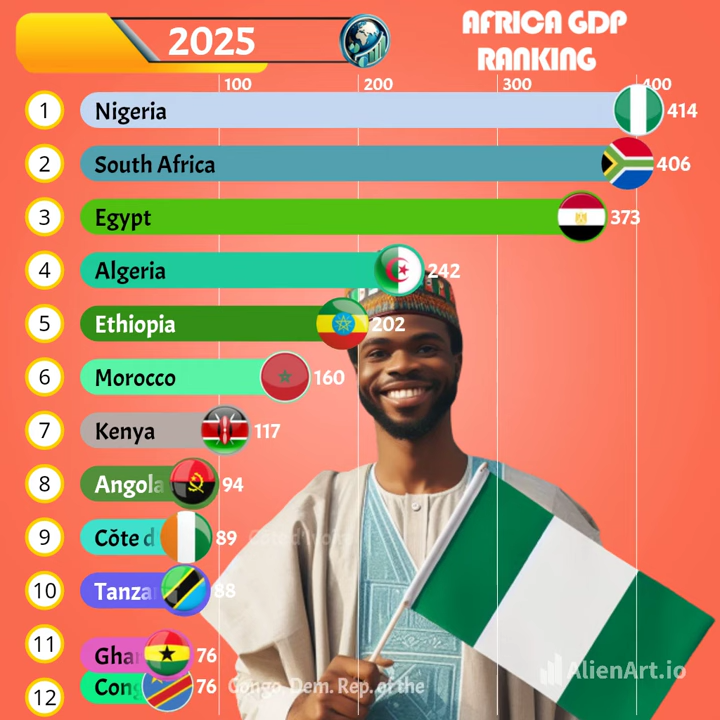 2025
AFRICA GDP
RANKING
100 200 300 400
1 Nigeria 414
2 South Africa 406
3 Egypt 373
4 Algeria 242
5 Ethiopia 202
6 Morocco 160
7 Kenya 117
8 Angola 94
9 Côte d 89
10 Tanza 88
11 Gha 76
12 Con 76 Congo, Dem. Rep. of the
AlienArt.io